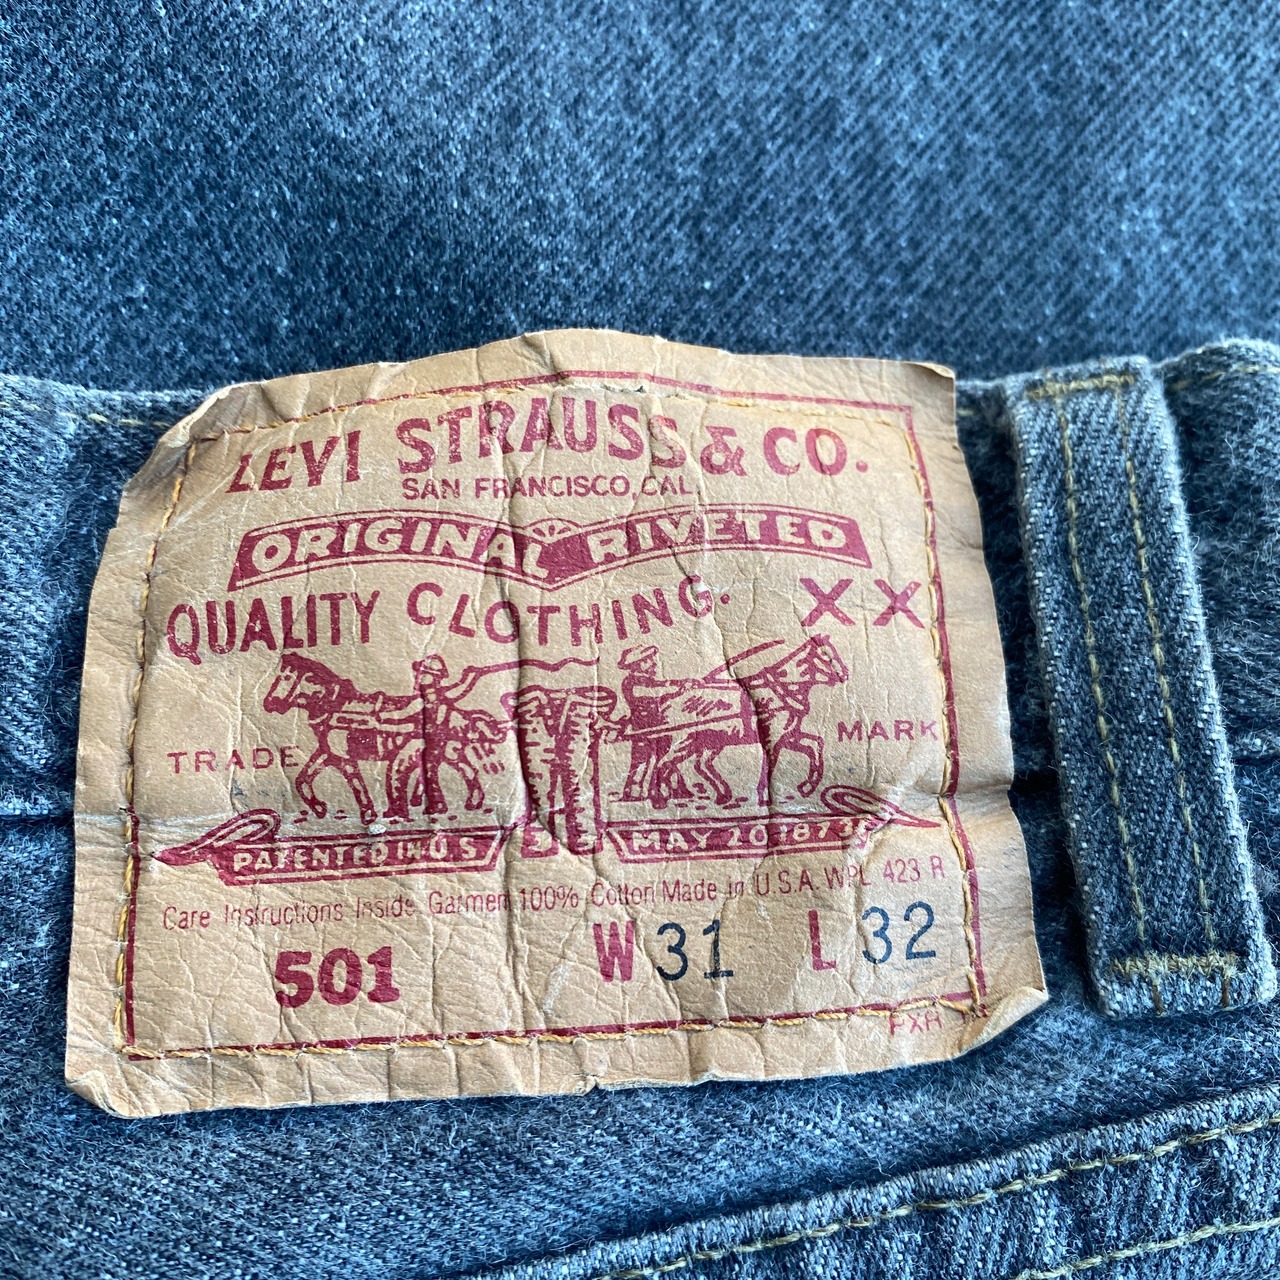 LEVI STRAUSS & CO.
SAN FRANCISCO, CAL.
ORIGINAL RIVETED
QUALITY CLOTHING. XX
TRADE MARK
PATENTED IN U.S. MAY 20 1873
Care Instructions Inside Garment 100% Cotton Made in U.S.A. WPL 423 R
501 W 31 L 32